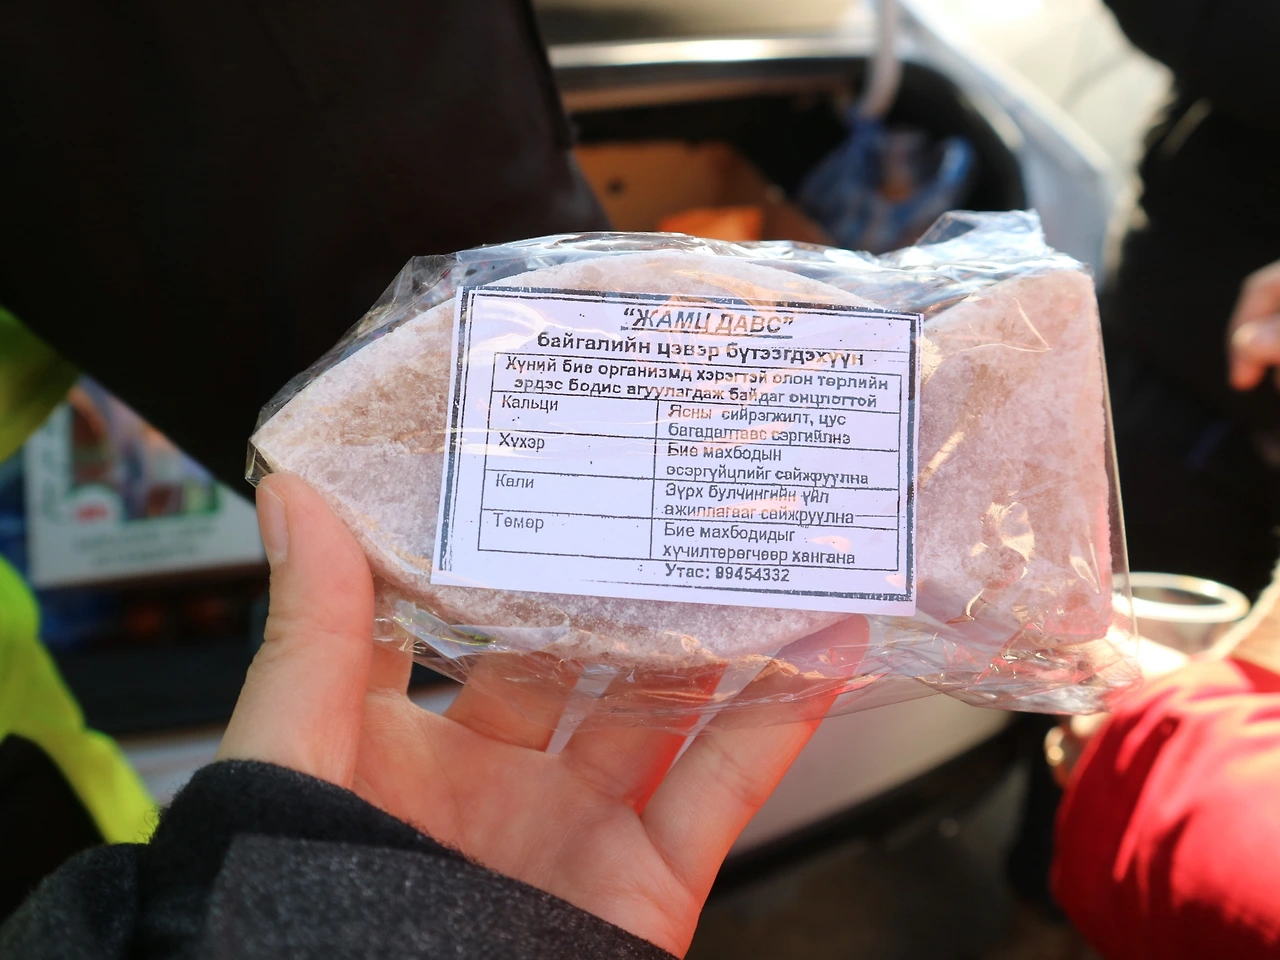 “ЖАМЦ ДАВС”
байгалийн цэвэр бүтээгдэхүүн
Хүний бие организмд хэрэгтэй олон төрлийн
эрдэс бодис агуулагдаж байдаг онцлогтой
Кальци
Ясны сийрэгжилт, цус
багадалтаас сэргийлнэ
Хүхэр
Бие махбодын
эсэргүйцлийг сайжруулна
Кали
Зүрх булчингийн үйл
ажиллагааг сайжруулна
Төмөр
Бие махбодидыг
хүчилтөрөгчөөр хангана
Утас: 99454332